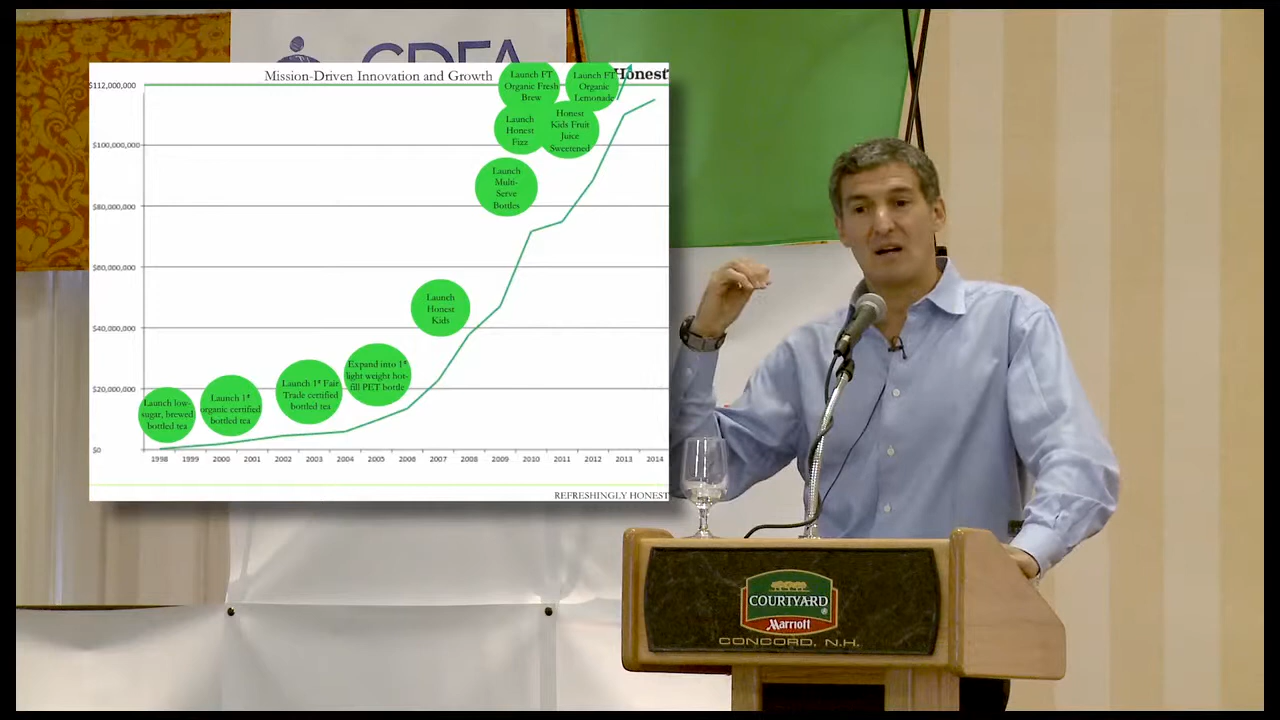 CDFA
Mission-Driven Innovation and Growth
Honest
$112,000,000
$100,000,000
$80,000,000
$60,000,000
$40,000,000
$20,000,000
$0
Launch low-
sugar, brewed
bottled tea
Launch 1st
organic certified
bottled tea
Launch 1st Fair
Trade certified
bottled tea
Expand into 1st
light weight hot-
fill PET bottle
Launch
Honest
Kids
Launch
Multi-
Serve
Bottles
Launch
Honest
Fizz
Launch FT
Organic Fresh
Brew
Honest
Kids Fruit
Juice
Sweetened
Launch FT
Organic
Lemonade
1998 1999 2000 2001 2002 2003 2004 2005 2006 2007 2008 2009 2010 2011 2012 2013 2014
REFRESHINGLY HONEST
COURTYARD
Marriott
CONCORD, N.H.